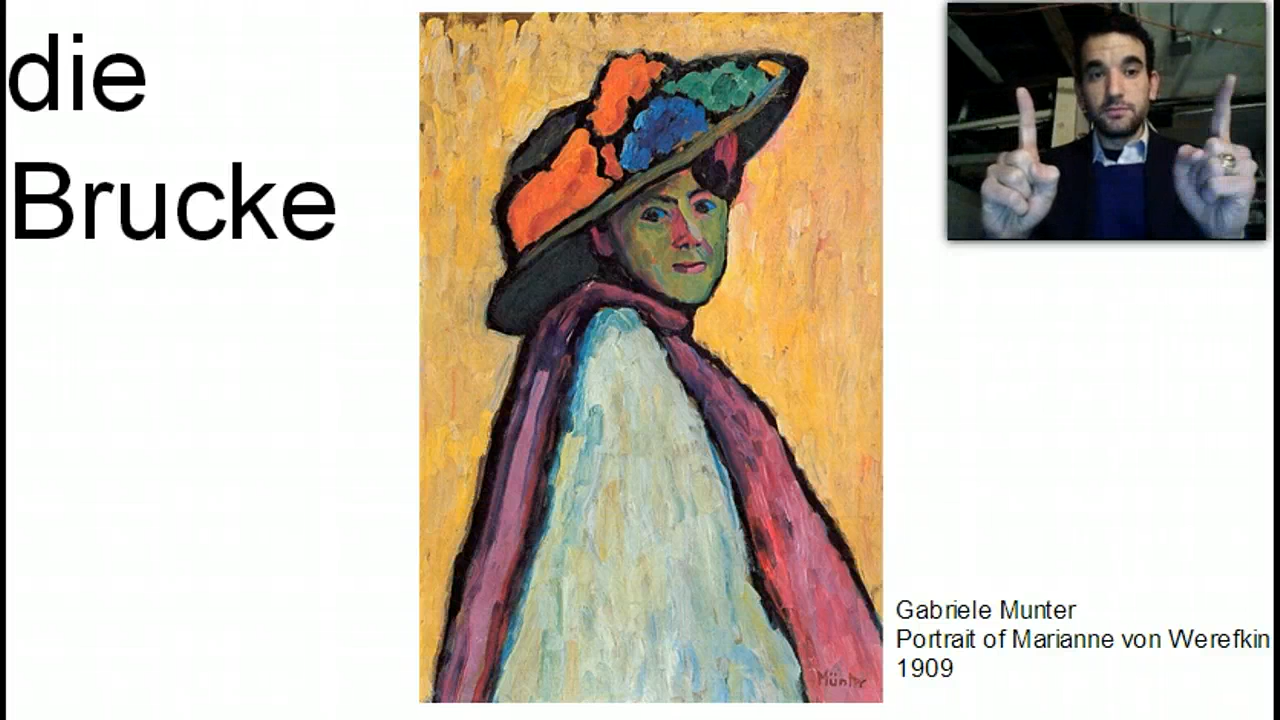 die
Brucke
Münter
Gabriele Munter
Portrait of Marianne von Werefkin
1909